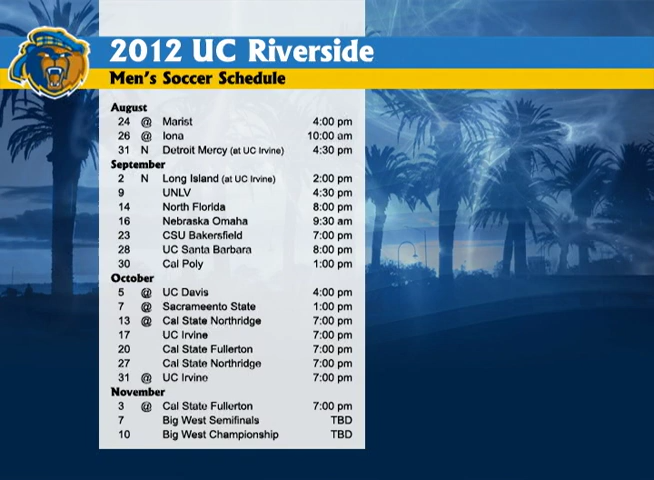 2012 UC Riverside
Men's Soccer Schedule
August
24 @ Marist 4:00 pm
26 @ Iona 10:00 am
31 N Detroit Mercy (at UC Irvine) 4:30 pm
September
2 N Long Island (at UC Irvine) 2:00 pm
9 UNLV 4:30 pm
14 North Florida 8:00 pm
16 Nebraska Omaha 9:30 am
23 CSU Bakersfield 7:00 pm
28 UC Santa Barbara 8:00 pm
30 Cal Poly 1:00 pm
October
5 @ UC Davis 4:00 pm
7 @ Sacrameento State 1:00 pm
13 @ Cal State Northridge 7:00 pm
17 UC Irvine 7:00 pm
20 Cal State Fullerton 7:00 pm
27 Cal State Northridge 7:00 pm
31 @ UC Irvine 7:00 pm
November
3 @ Cal State Fullerton 7:00 pm
7 Big West Semifinals TBD
10 Big West Championship TBD